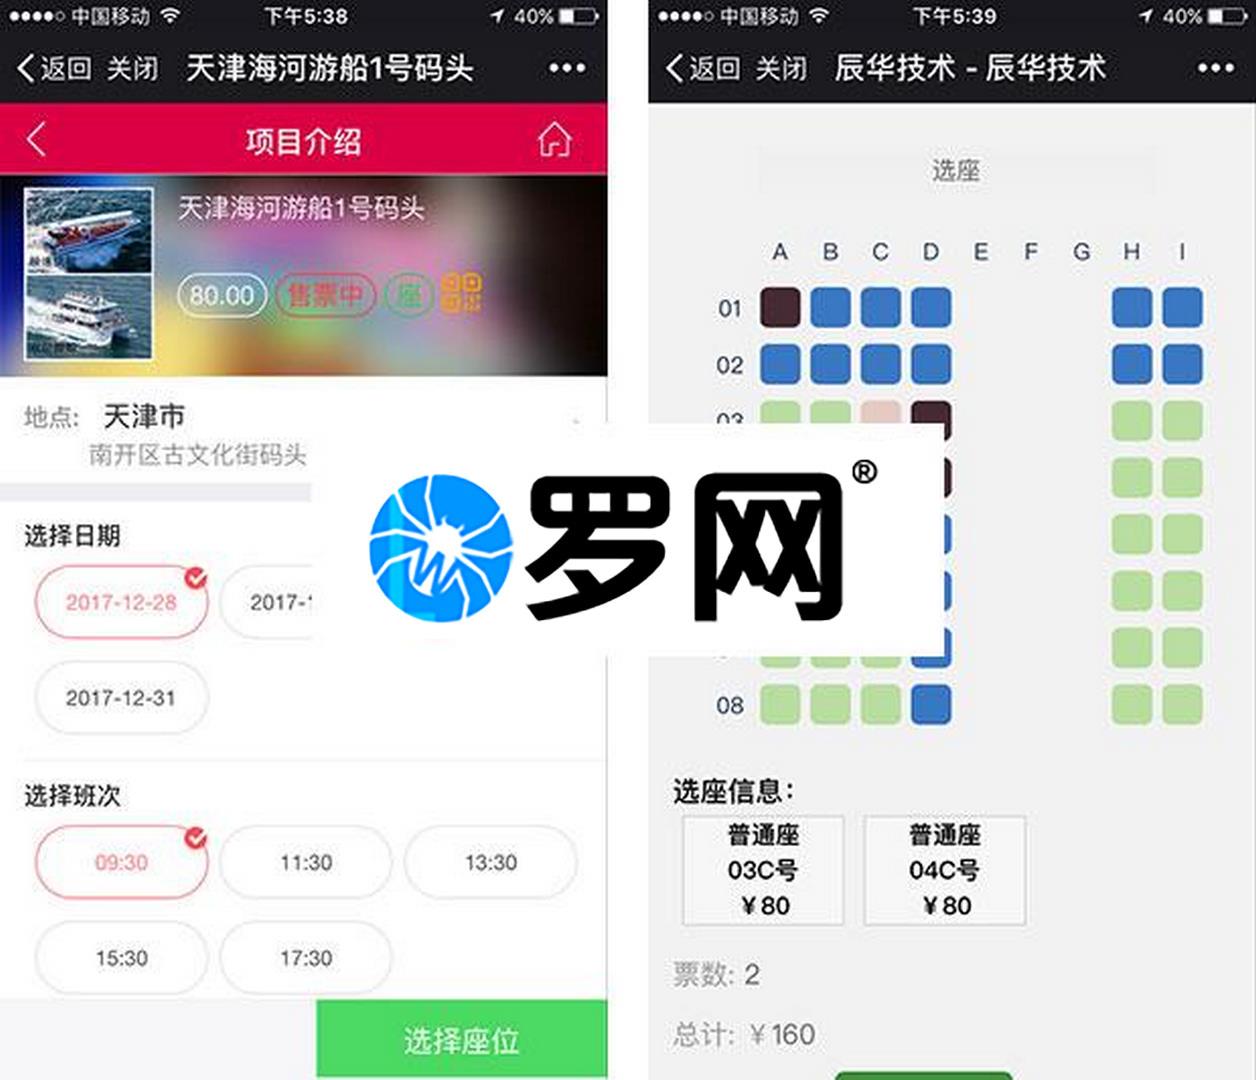 中国移动 下午5:38 40%
返回 关闭 天津海河游船1号码头
项目介绍
天津海河游船1号码头
80.00 售票中 座
地点: 天津市
南开区古文化街码头
选择日期
2017-12-28 2017-1
2017-12-31
选择班次
09:30 11:30 13:30
15:30 17:30
选择座位
罗网®
中国移动 下午5:39 40%
返回 关闭 辰华技术 - 辰华技术
选座
A B C D E F G H I
01
02
03
08
选座信息:
普通座 普通座
03C号 04C号
¥80 ¥80
票数: 2
总计: ¥160